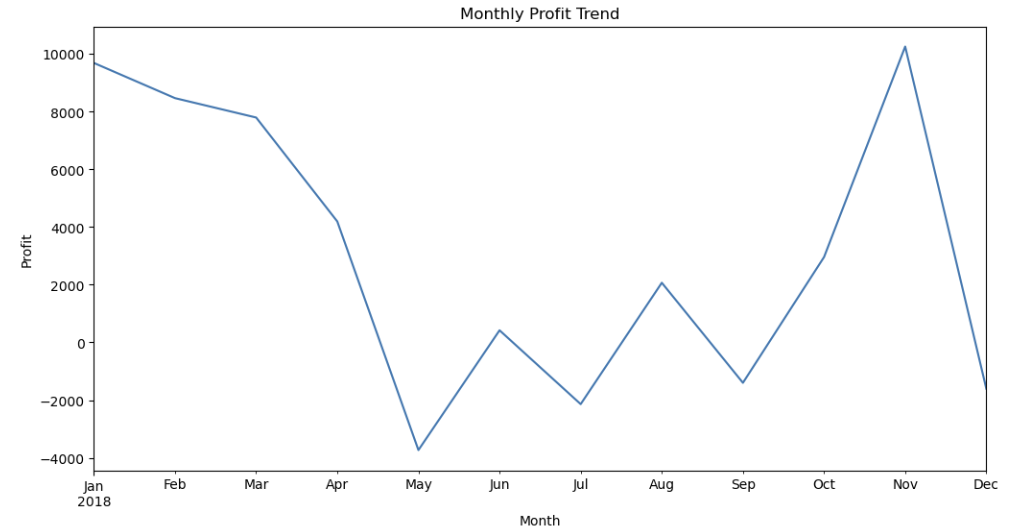 Monthly Profit Trend
10000
8000
6000
4000
2000
0
−2000
−4000
Profit
Jan Feb Mar Apr May Jun Jul Aug Sep Oct Nov Dec
2018
Month